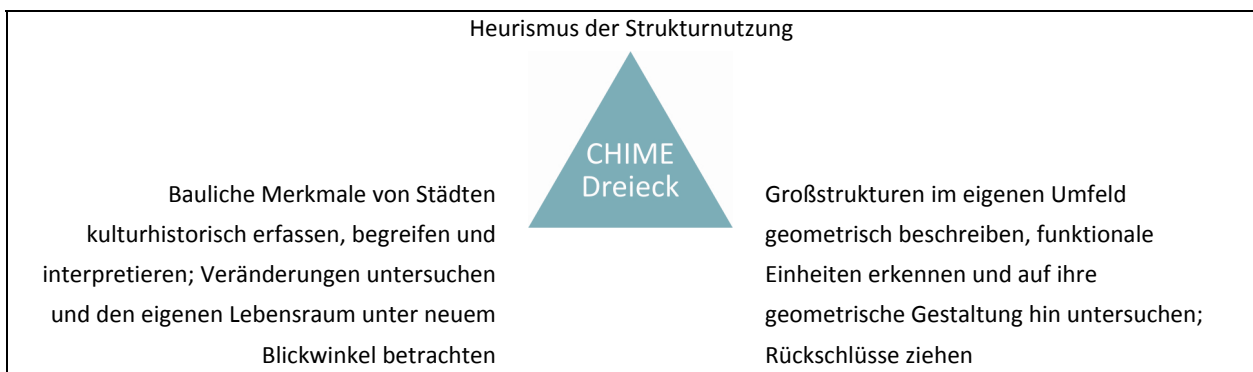 Heurismus der Strukturnutzung
CHIME
Dreieck
Bauliche Merkmale von Städten
kulturhistorisch erfassen, begreifen und
interpretieren; Veränderungen untersuchen
und den eigenen Lebensraum unter neuem
Blickwinkel betrachten
Großstrukturen im eigenen Umfeld
geometrisch beschreiben, funktionale
Einheiten erkennen und auf ihre
geometrische Gestaltung hin untersuchen;
Rückschlüsse ziehen